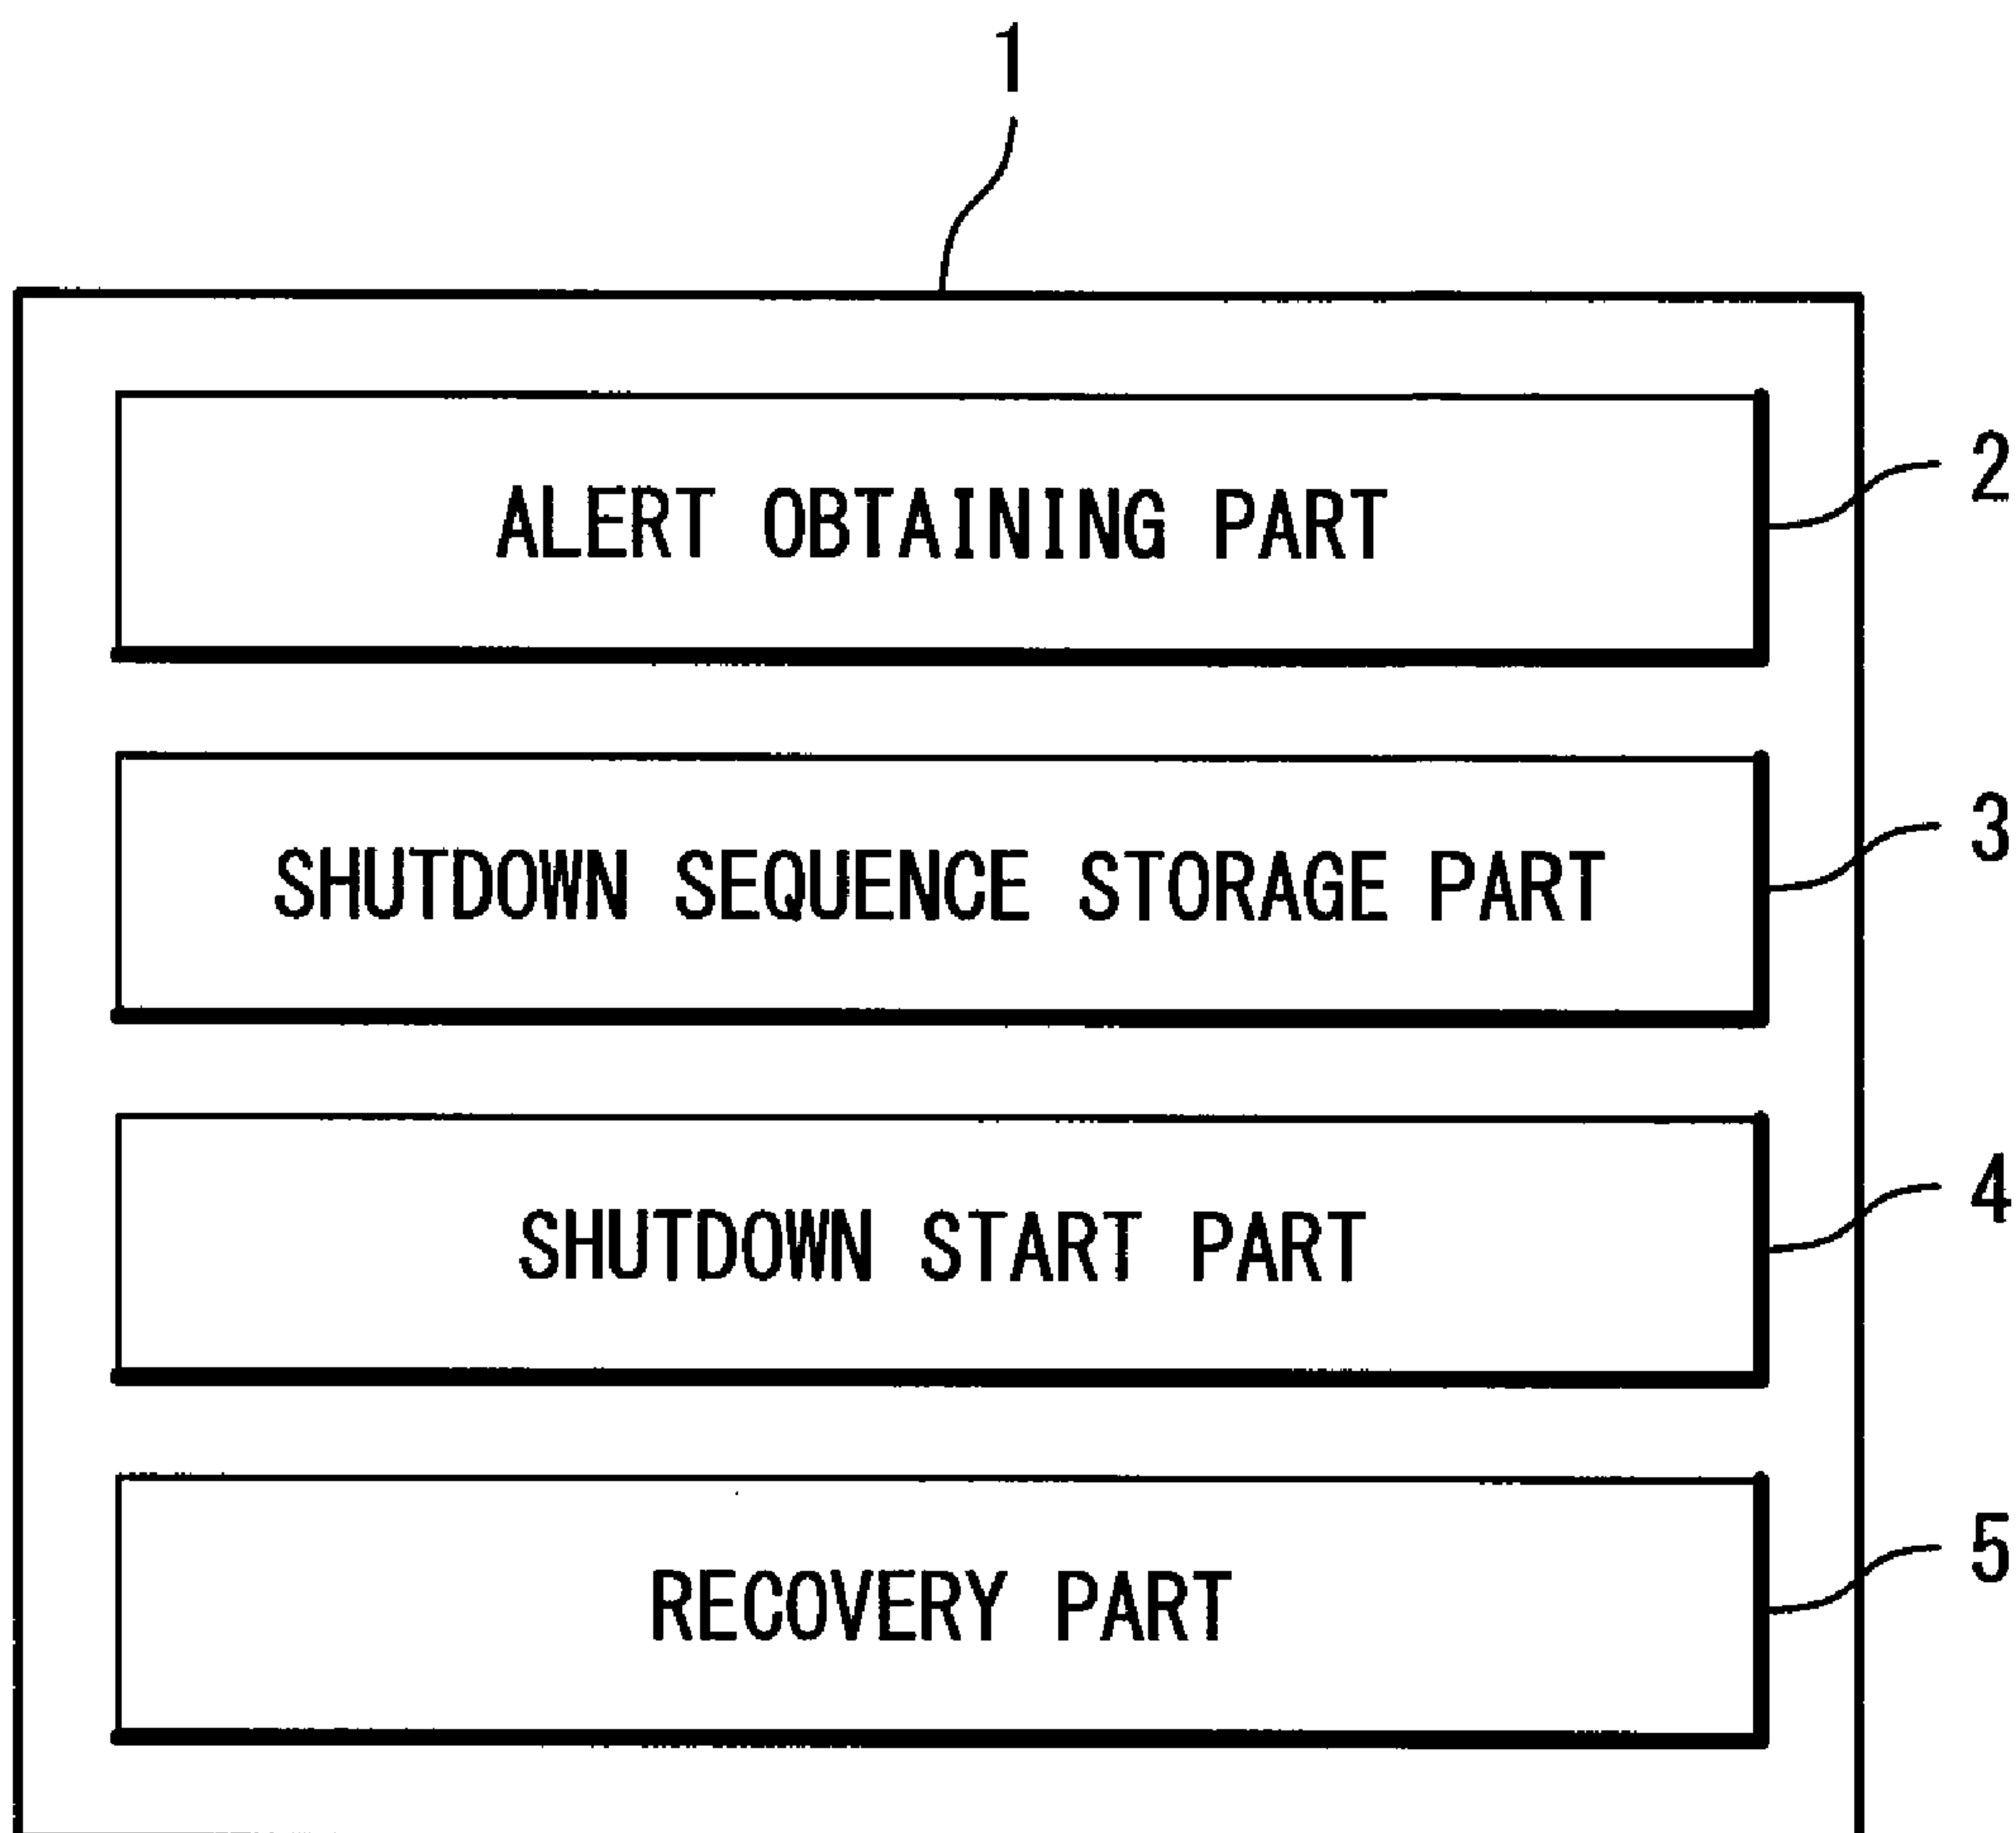 1
ALERT OBTAINING PART
2
SHUTDOWN SEQUENCE STORAGE PART
3
SHUTDOWN START PART
4
RECOVERY PART
5